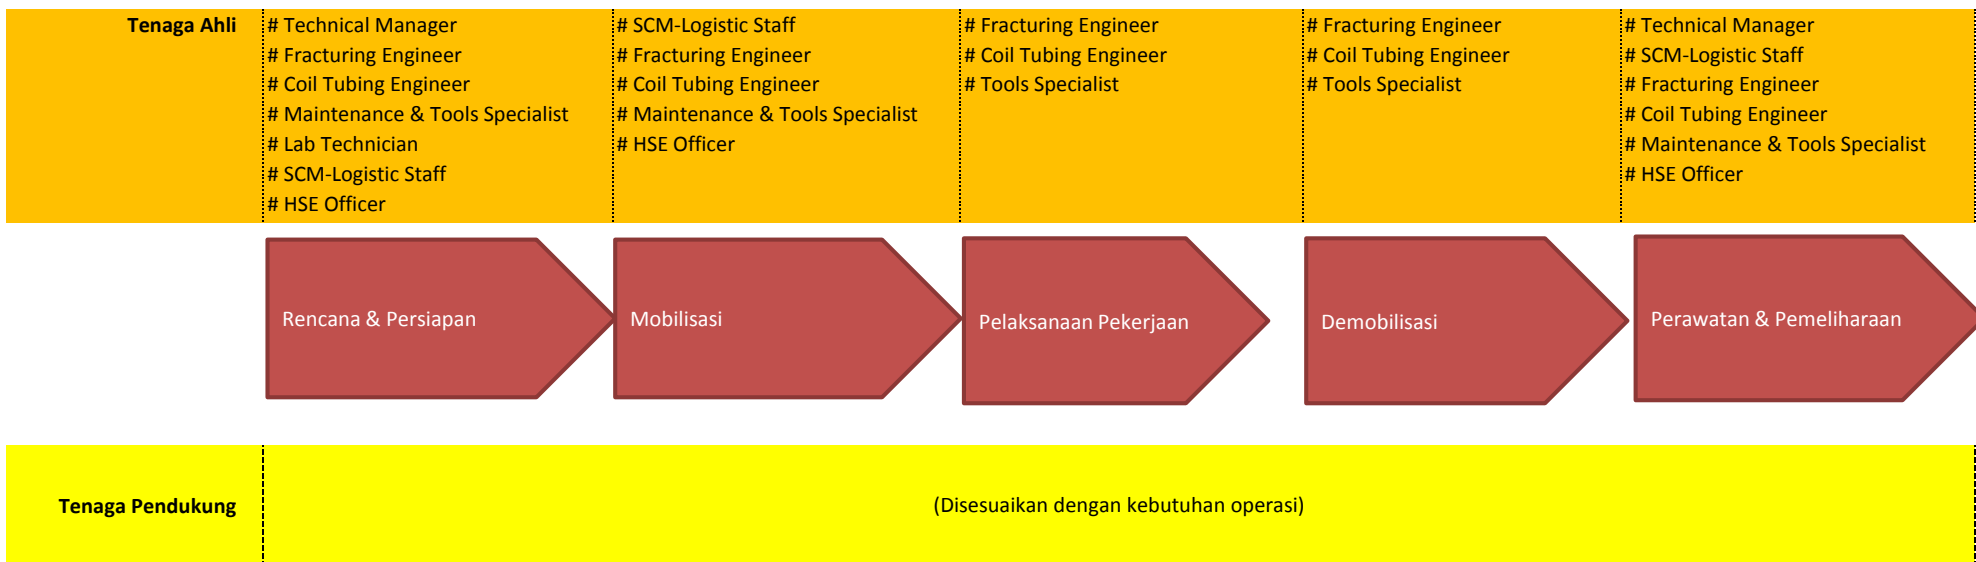 Tenaga Ahli
# Technical Manager
# Fracturing Engineer
# Coil Tubing Engineer
# Maintenance & Tools Specialist
# Lab Technician
# SCM-Logistic Staff
# HSE Officer
# SCM-Logistic Staff
# Fracturing Engineer
# Coil Tubing Engineer
# Maintenance & Tools Specialist
# HSE Officer
# Fracturing Engineer
# Coil Tubing Engineer
# Tools Specialist
# Fracturing Engineer
# Coil Tubing Engineer
# Tools Specialist
# Technical Manager
# SCM-Logistic Staff
# Fracturing Engineer
# Coil Tubing Engineer
# Maintenance & Tools Specialist
# HSE Officer
Rencana & Persiapan
Mobilisasi
Pelaksanaan Pekerjaan
Demobilisasi
Perawatan & Pemeliharaan
Tenaga Pendukung
(Disesuaikan dengan kebutuhan operasi)